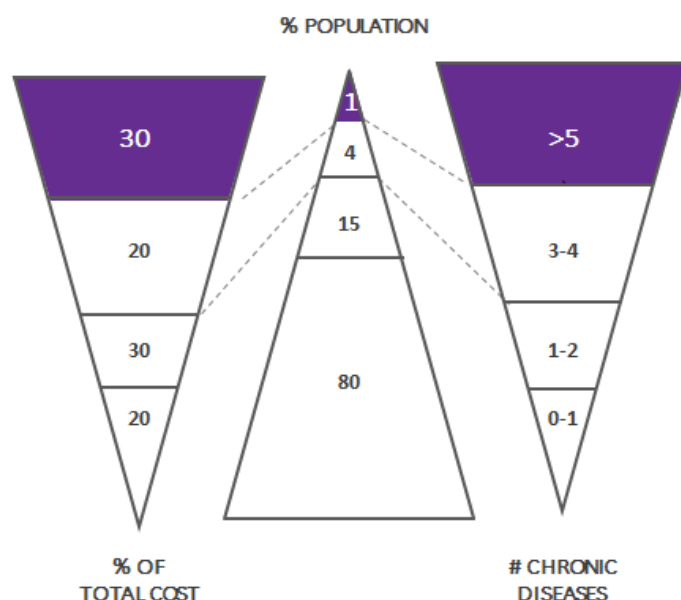 % POPULATION
30
20
30
20
1
4
15
80
>5
3-4
1-2
0-1
% OF
TOTAL COST
# CHRONIC
DISEASES